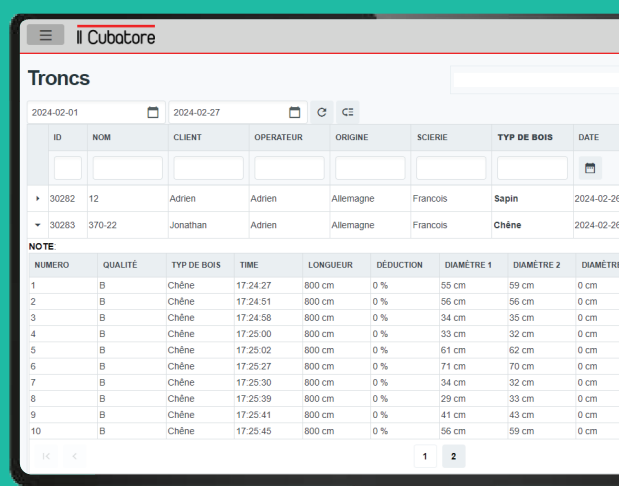 Il Cubatore
Troncs
2024-02-01 2024-02-27
ID NOM CLIENT OPERATEUR ORIGINE SCIERIE TYP DE BOIS DATE
30282 12 Adrien Adrien Allemagne Francois Sapin 2024-02-26
30283 370-22 Jonathan Adrien Allemagne Francois Chêne 2024-02-26
NOTE:
NUMERO QUALITÉ TYP DE BOIS TIME LONGUEUR DÉDUCTION DIAMÈTRE 1 DIAMÈTRE 2 DIAMÈTRE
1 B Chêne 17:24:27 800 cm 0 % 55 cm 59 cm 0 cm
2 B Chêne 17:24:51 800 cm 0 % 56 cm 56 cm 0 cm
3 B Chêne 17:24:58 800 cm 0 % 34 cm 35 cm 0 cm
4 B Chêne 17:25:00 800 cm 0 % 33 cm 32 cm 0 cm
5 B Chêne 17:25:02 800 cm 0 % 61 cm 62 cm 0 cm
6 B Chêne 17:25:27 800 cm 0 % 71 cm 70 cm 0 cm
7 B Chêne 17:25:30 800 cm 0 % 34 cm 32 cm 0 cm
8 B Chêne 17:25:39 800 cm 0 % 29 cm 33 cm 0 cm
9 B Chêne 17:25:41 800 cm 0 % 41 cm 43 cm 0 cm
10 B Chêne 17:25:45 800 cm 0 % 56 cm 59 cm 0 cm
1 2